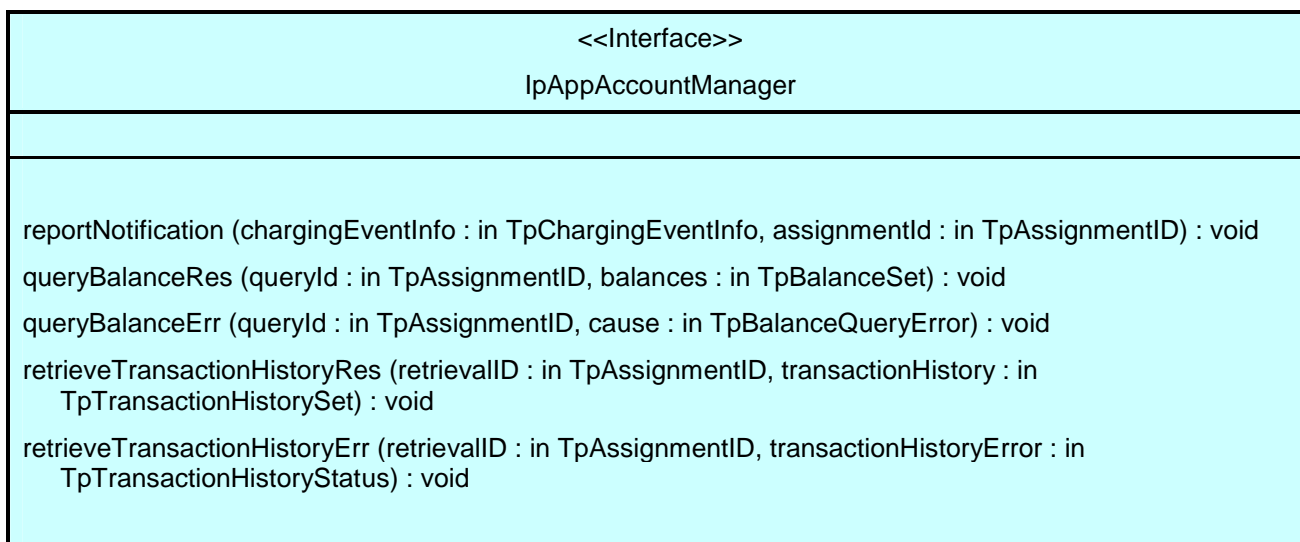 <<Interface>>
IpAppAccountManager
reportNotification (chargingEventInfo : in TpChargingEventInfo, assignmentId : in TpAssignmentID) : void
queryBalanceRes (queryId : in TpAssignmentID, balances : in TpBalanceSet) : void
queryBalanceErr (queryId : in TpAssignmentID, cause : in TpBalanceQueryError) : void
retrieveTransactionHistoryRes (retrievalID : in TpAssignmentID, transactionHistory : in
TpTransactionHistorySet) : void
retrieveTransactionHistoryErr (retrievalID : in TpAssignmentID, transactionHistoryError : in
TpTransactionHistoryStatus) : void